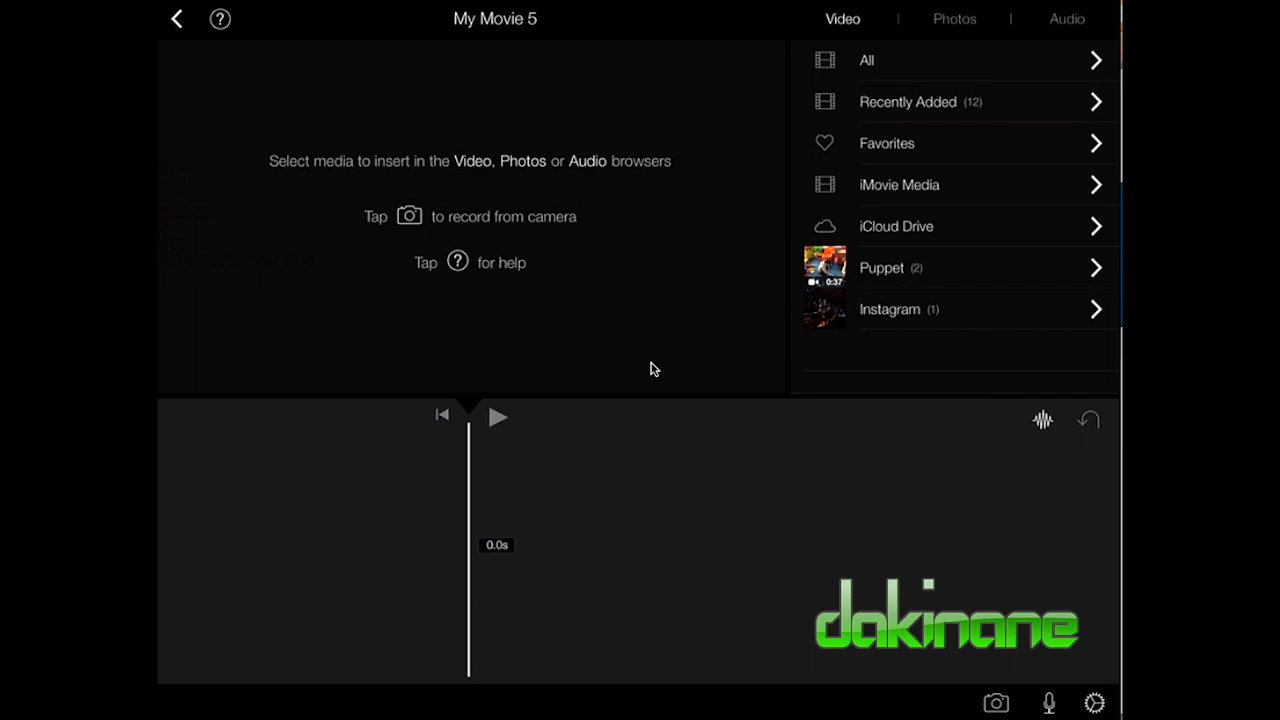 My Movie 5
Video | Photos | Audio
Select media to insert in the Video, Photos or Audio browsers
Tap to record from camera
Tap ? for help
All
Recently Added (12)
Favorites
iMovie Media
iCloud Drive
0:37
Puppet (2)
Instagram (1)
0.0s
dakinane